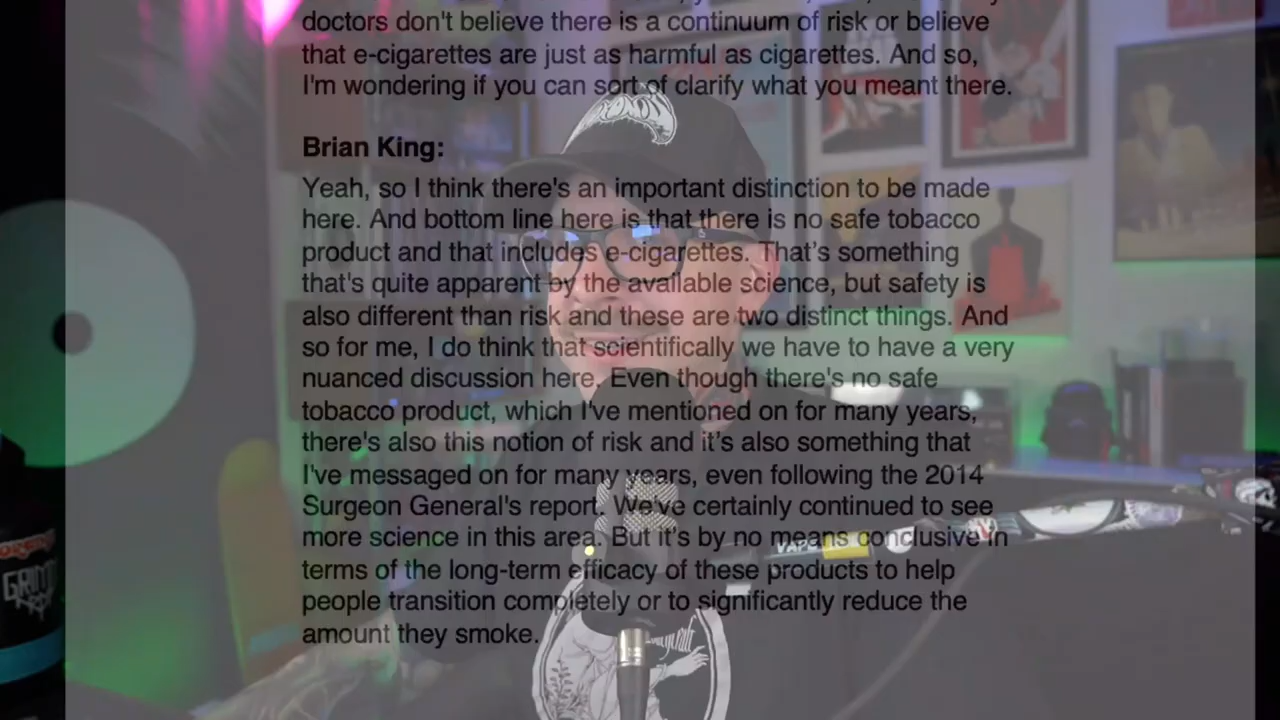 doctors don't believe there is a continuum of risk or believe
that e-cigarettes are just as harmful as cigarettes. And so,
I'm wondering if you can sort of clarify what you meant there.
Brian King:
Yeah, so I think there's an important distinction to be made
here. And bottom line here is that there is no safe tobacco
product and that includes e-cigarettes. That's something
that's quite apparent by the available science, but safety is
also different than risk and these are two distinct things. And
so for me, I do think that scientifically we have to have a very
nuanced discussion here. Even though there's no safe
tobacco product, which I've mentioned on for many years,
there's also this notion of risk and it's also something that
I've messaged on for many years, even following the 2014
Surgeon General's report. We've certainly continued to see
more science in this area. But it's by no means conclusive in
terms of the long-term efficacy of these products to help
people transition completely or to significantly reduce the
amount they smoke.
VAPE